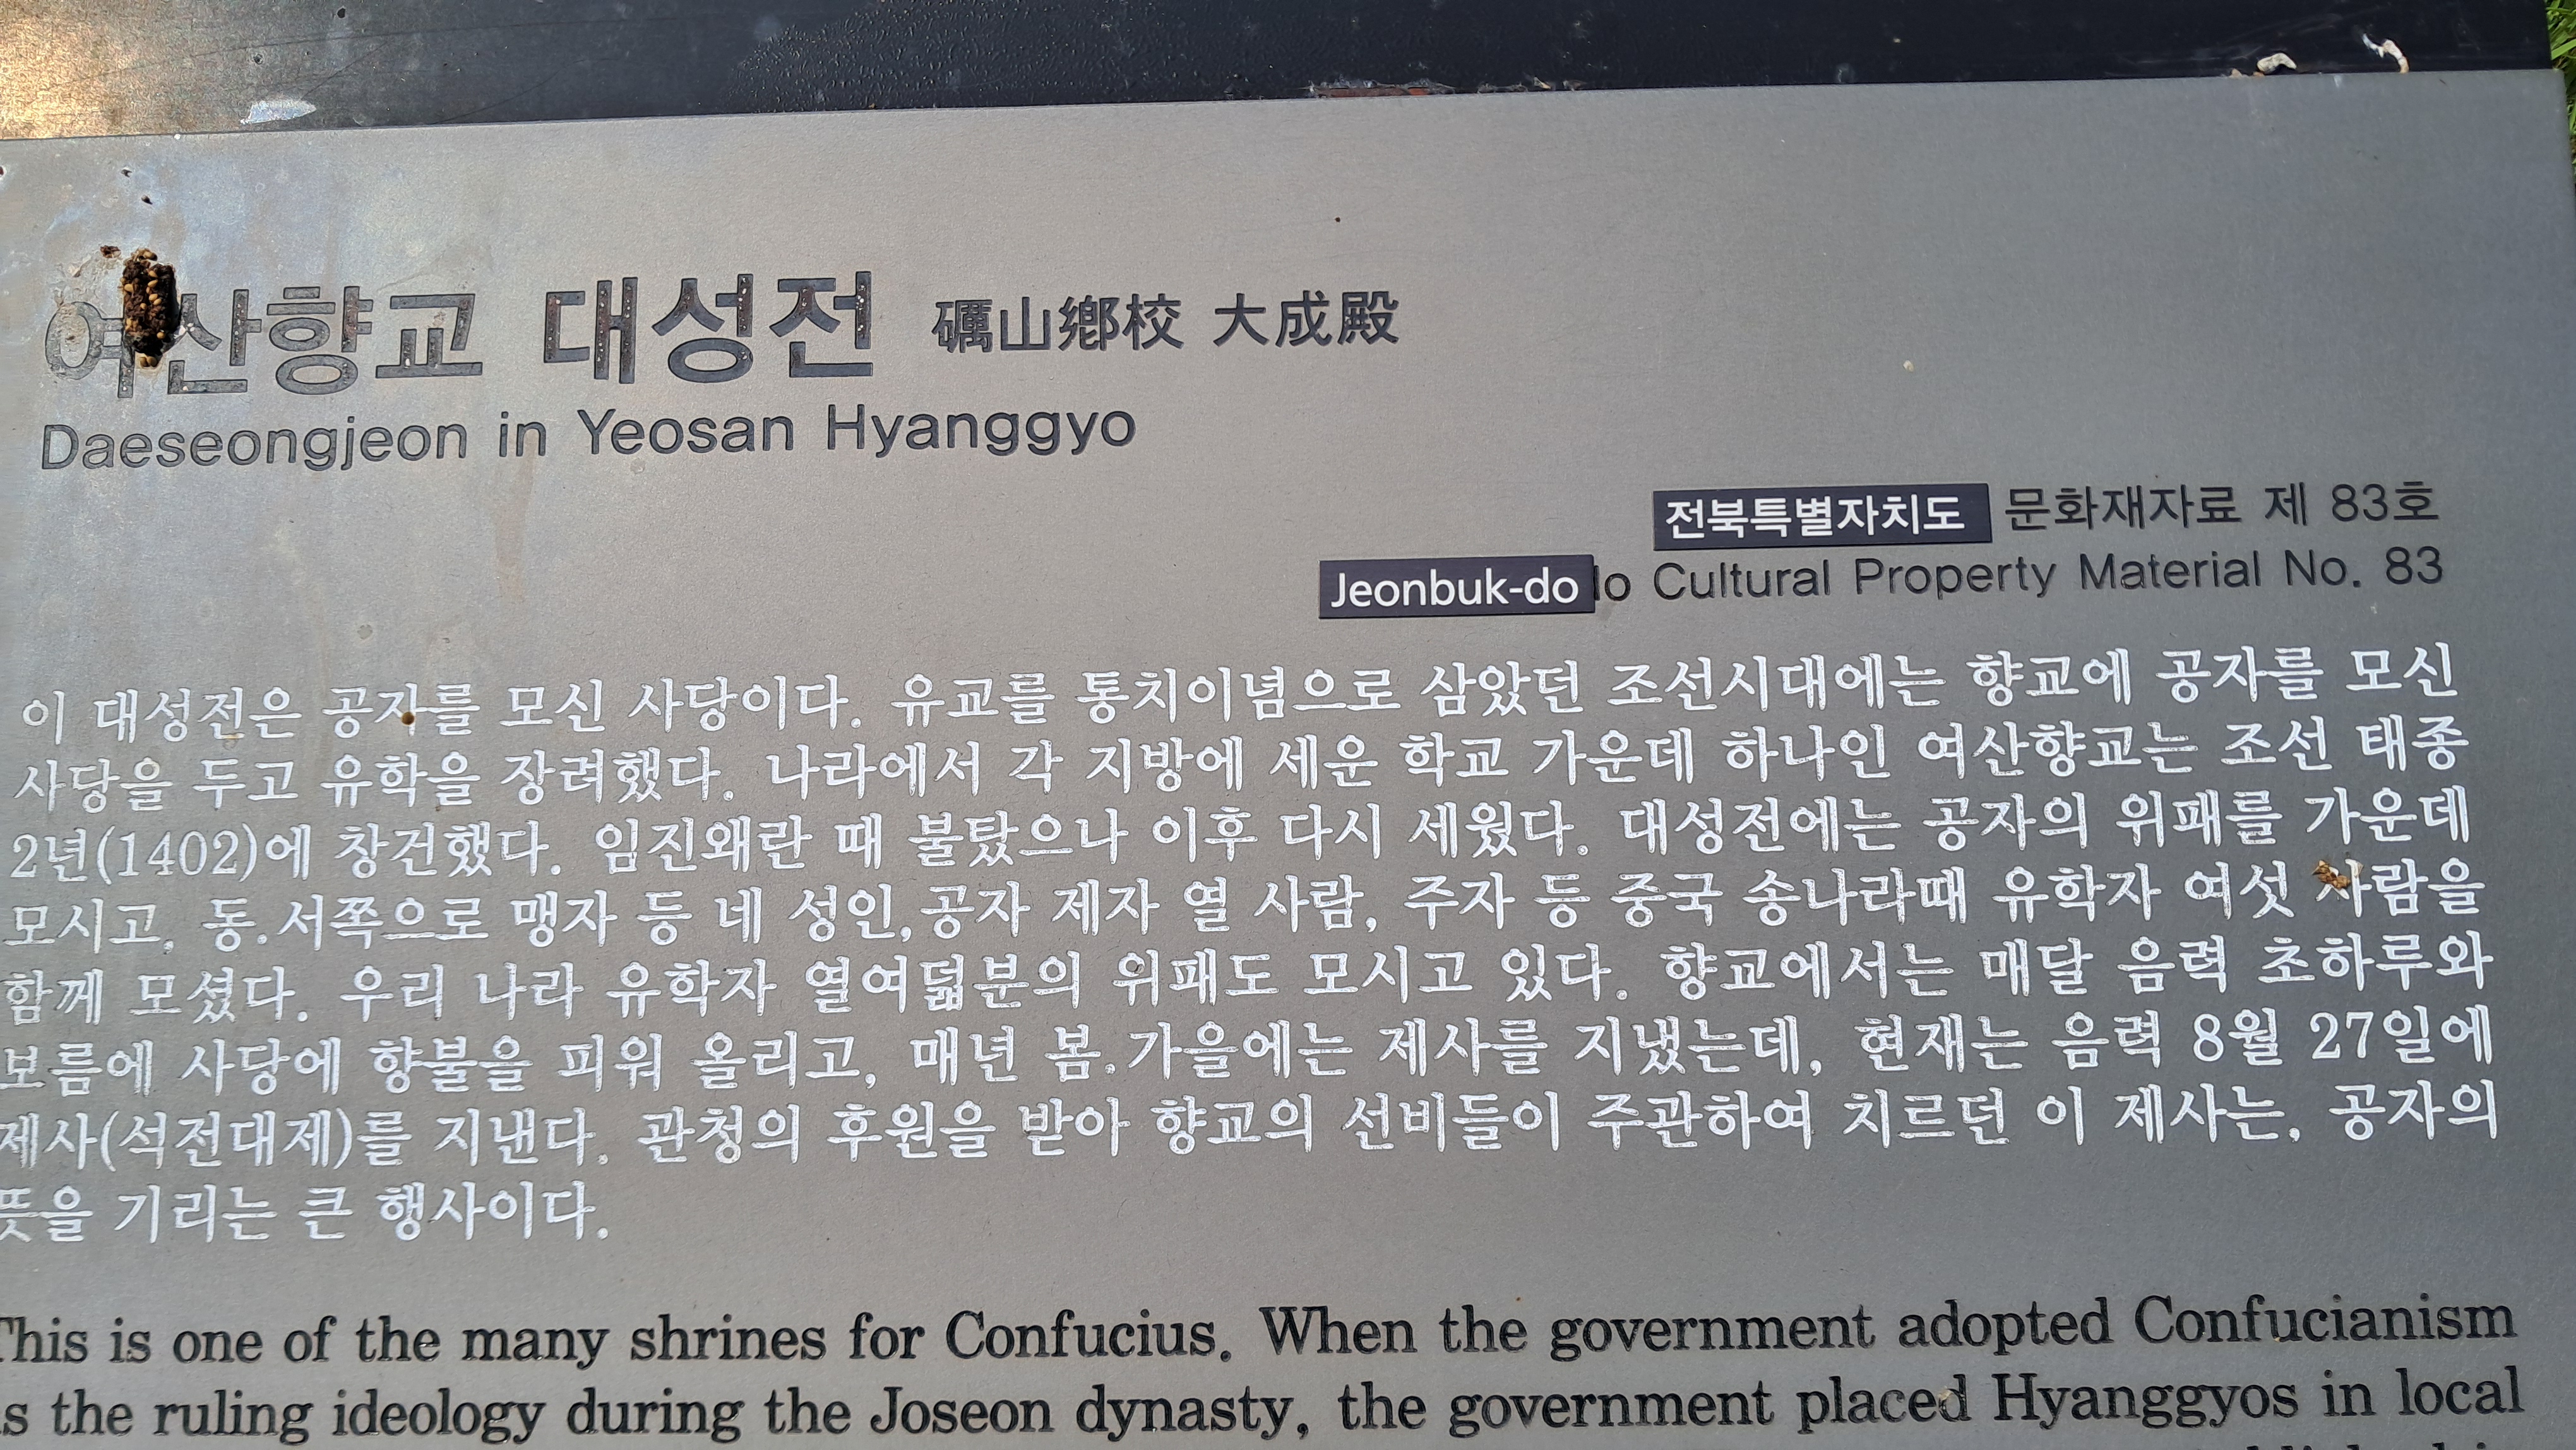 여산향교 대성전 礪山鄕校 大成殿
Daeseongjeon in Yeosan Hyanggyo
전북특별자치도 문화재자료 제 83호
Jeonbuk-do do Cultural Property Material No. 83
이 대성전은 공자를 모신 사당이다. 유교를 통치이념으로 삼았던 조선시대에는 향교에 공자를 모신
사당을 두고 유학을 장려했다. 나라에서 각 지방에 세운 학교 가운데 하나인 여산향교는 조선 태종
2년(1402)에 창건했다. 임진왜란 때 불탔으나 이후 다시 세웠다. 대성전에는 공자의 위패를 가운데
모시고, 동.서쪽으로 맹자 등 네 성인,공자 제자 열 사람, 주자 등 중국 송나라때 유학자 여섯 사람을
함께 모셨다. 우리 나라 유학자 열여덟분의 위패도 모시고 있다. 향교에서는 매달 음력 초하루와
보름에 사당에 향불을 피워 올리고, 매년 봄.가을에는 제사를 지냈는데, 현재는 음력 8월 27일에
제사(석전대제)를 지낸다. 관청의 후원을 받아 향교의 선비들이 주관하여 치르던 이 제사는, 공자의
뜻을 기리는 큰 행사이다.
This is one of the many shrines for Confucius. When the government adopted Confucianism
as the ruling ideology during the Joseon dynasty, the government placed Hyanggyos in local